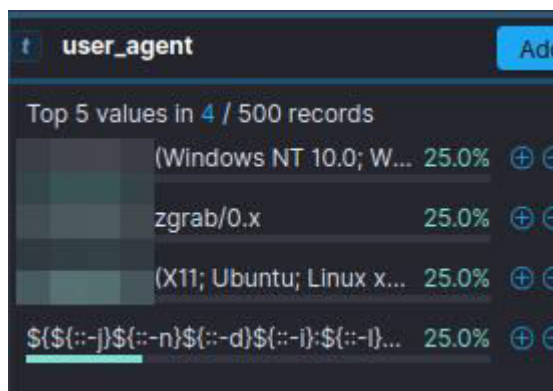 t user_agent Add
Top 5 values in 4 / 500 records
(Windows NT 10.0; W... 25.0%
zgrab/0.x 25.0%
(X11; Ubuntu; Linux x... 25.0%
${${::-j}${::-n}${::-d}${::-i}:${::-l}... 25.0%